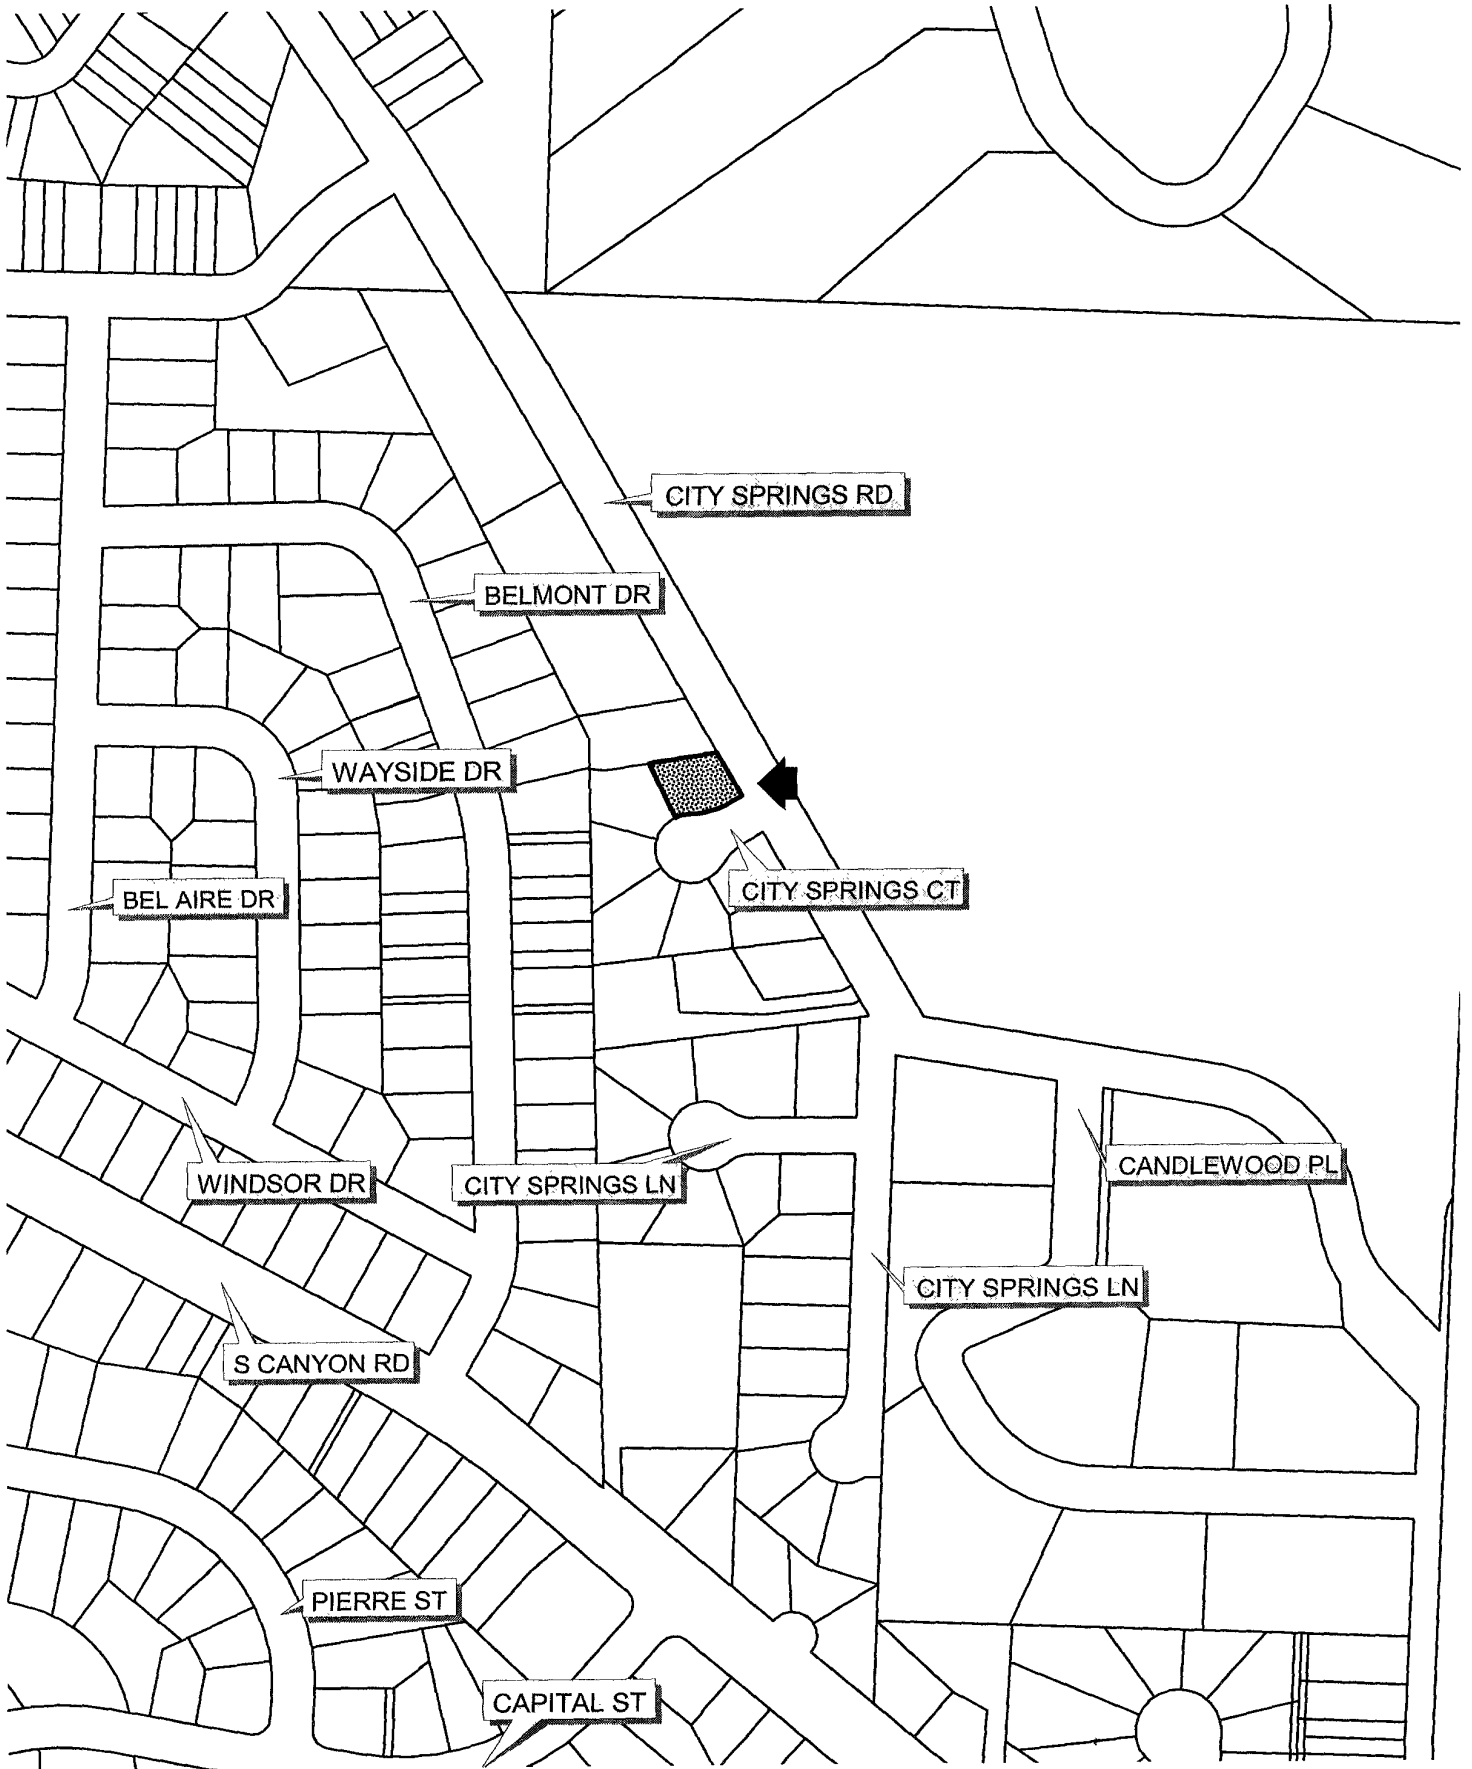 CITY SPRINGS RD
BELMONT DR
WAYSIDE DR
CITY SPRINGS CT
BEL AIRE DR
CANDLEWOOD PL
WINDSOR DR
CITY SPRINGS LN
CITY SPRINGS LN
S CANYON RD
PIERRE ST
CAPITAL ST